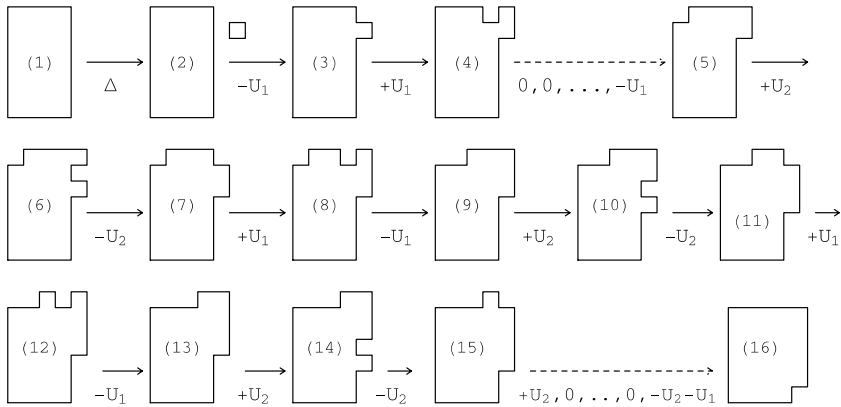 (1) (2) (3) (4) (5)
Δ -U₁ +U₁ 0,0,...,-U₁ +U₂
(6) (7) (8) (9) (10) (11)
-U₂ +U₁ -U₁ +U₂ -U₂ +U₁
(12) (13) (14) (15) (16)
-U₁ +U₂ -U₂ +U₂,0,..,0,-U₂-U₁